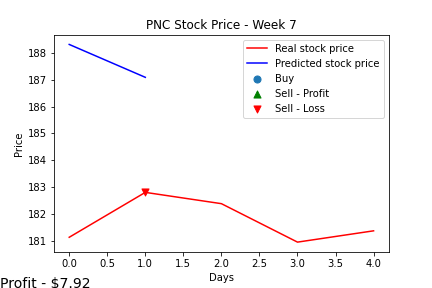 PNC Stock Price - Week 7
Real stock price
Predicted stock price
Buy
Sell - Profit
Sell - Loss
Price
188
187
186
185
184
183
182
181
0.0 0.5 1.0 1.5 2.0 2.5 3.0 3.5 4.0
Days
Profit - $7.92